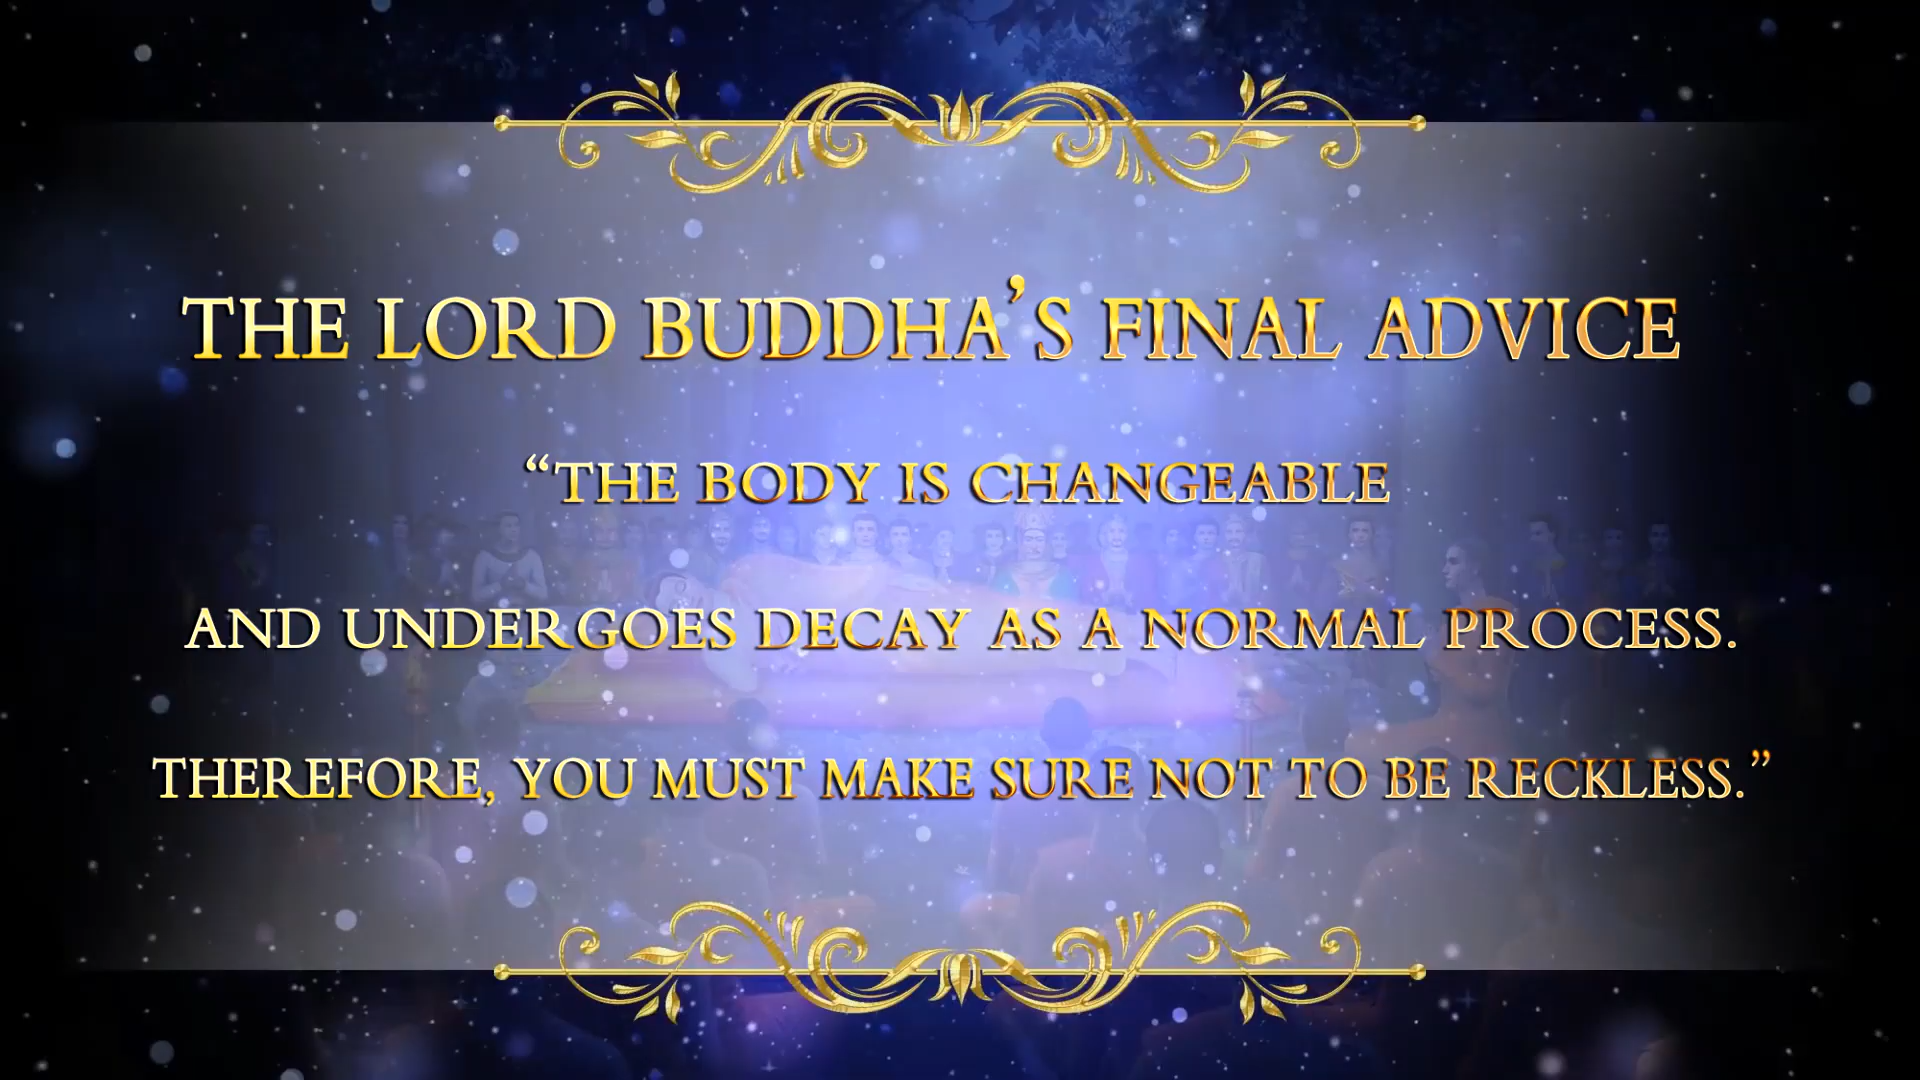 THE LORD BUDDHA’S FINAL ADVICE
“THE BODY IS CHANGEABLE
AND UNDERGOES DECAY AS A NORMAL PROCESS.
THEREFORE, YOU MUST MAKE SURE NOT TO BE RECKLESS.”